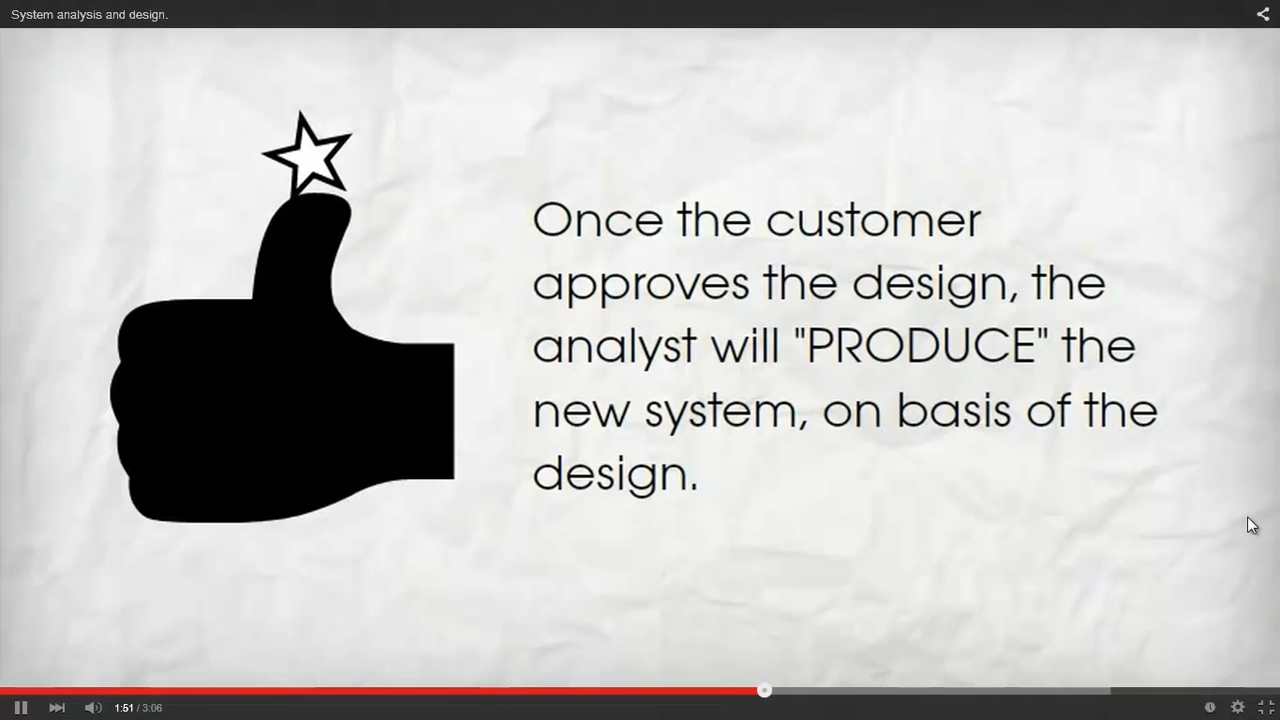 System analysis and design.
Once the customer
approves the design, the
analyst will "PRODUCE" the
new system, on basis of the
design.
1:51 / 3:06